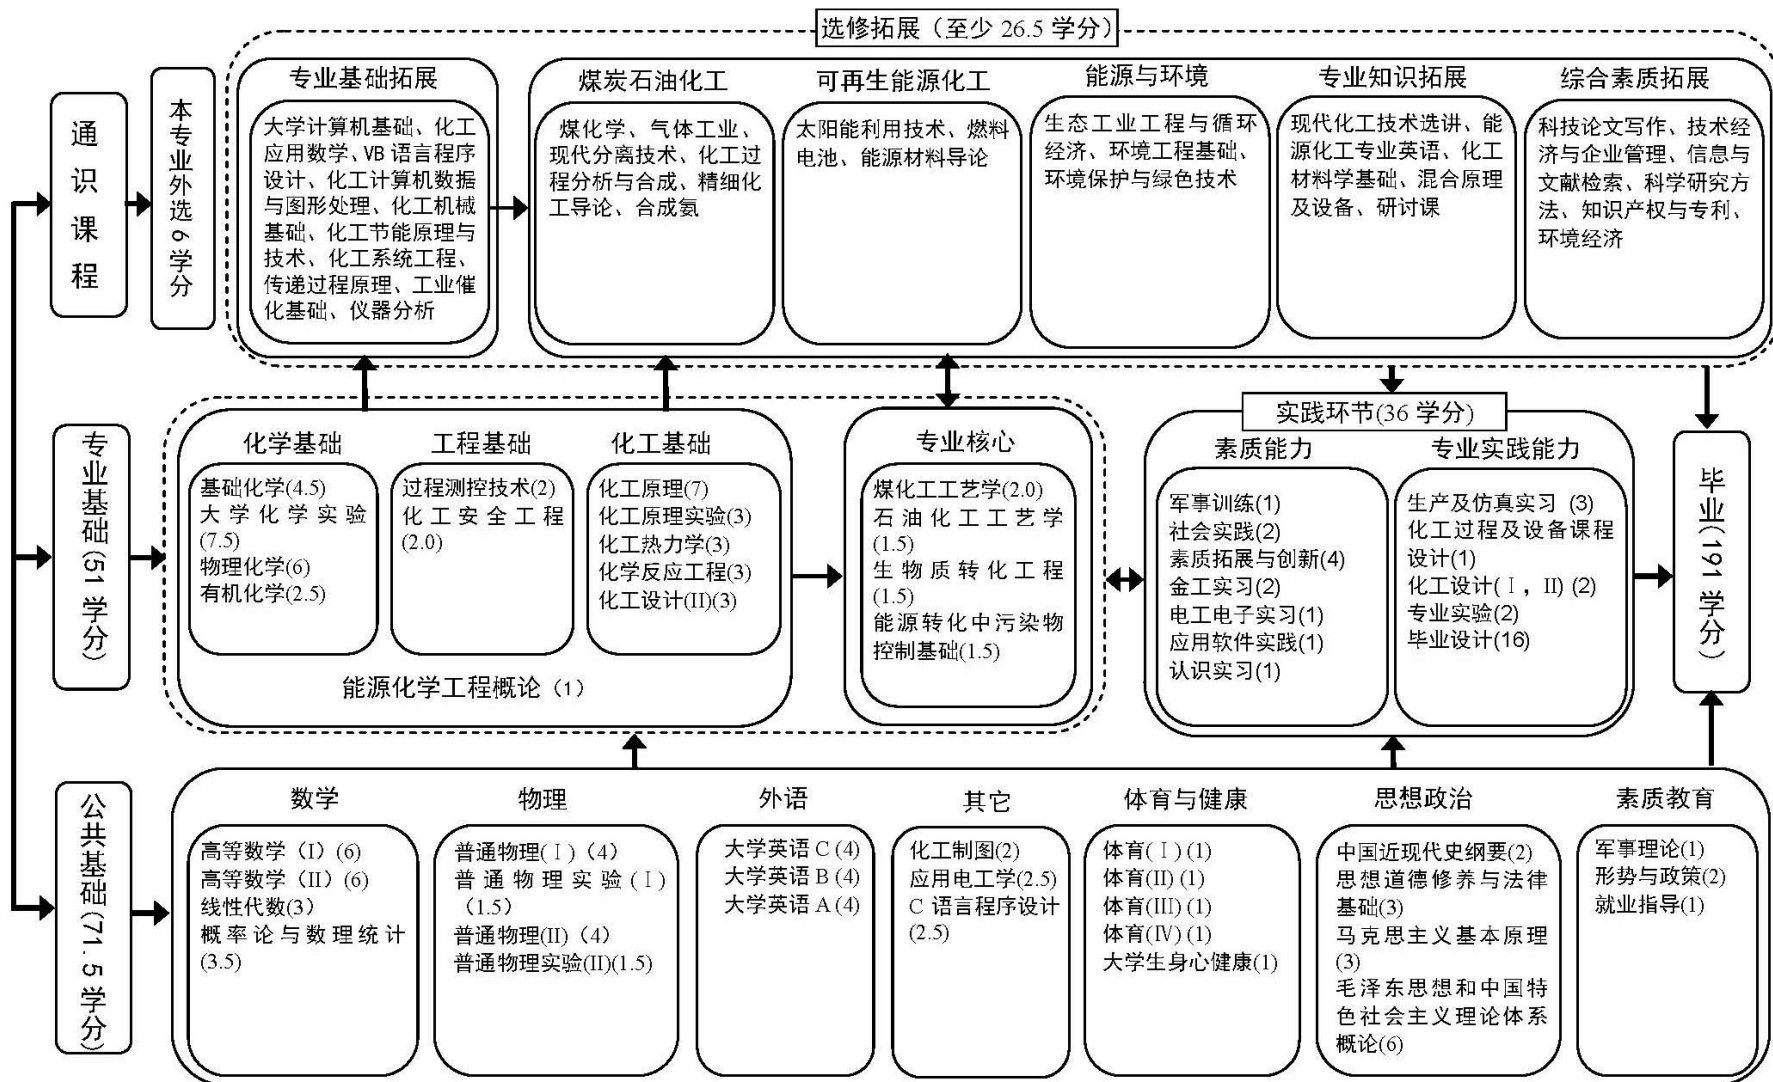 选修拓展（至少 26.5 学分）
通识课程
本专业外选 6 学分
专业基础拓展
大学计算机基础、化工
应用数学、VB 语言程序
设计、化工计算机数据
与图形处理、化工机械
基础、化工节能原理与
技术、化工系统工程、
传递过程原理、工业催
化基础、仪器分析
煤炭石油化工
煤化学、气体工业、
现代分离技术、化工过
程分析与合成、精细化
工导论、合成氨
可再生能源化工
太阳能利用技术、燃料
电池、能源材料导论
能源与环境
生态工业工程与循环
经济、环境工程基础、
环境保护与绿色技术
专业知识拓展
现代化工技术选讲、能
源化工专业英语、化工
材料学基础、混合原理
及设备、研讨课
综合素质拓展
科技论文写作、技术经
济与企业管理、信息与
文献检索、科学研究方
法、知识产权与专利、
环境经济
专业基础(51 学分)
化学基础
基础化学(4.5)
大学化学实验
(7.5)
物理化学(6)
有机化学(2.5)
工程基础
过程测控技术(2)
化工安全工程
(2.0)
化工基础
化工原理(7)
化工原理实验(3)
化工热力学(3)
化学反应工程(3)
化工设计(II)(3)
能源化学工程概论（1）
专业核心
煤化工工艺学(2.0)
石油化工工艺学
(1.5)
生物质转化工程
(1.5)
能源转化中污染物
控制基础(1.5)
实践环节(36 学分)
素质能力
军事训练(1)
社会实践(2)
素质拓展与创新(4)
金工实习(2)
电工电子实习(1)
应用软件实践(1)
认识实习(1)
专业实践能力
生产及仿真实习 (3)
化工过程及设备课程
设计(1)
化工设计(Ⅰ，II) (2)
专业实验(2)
毕业设计(16)
毕业(191 学分)
公共基础(71.5 学分)
数学
高等数学（I）(6)
高等数学（II）(6)
线性代数(3)
概率论与数理统计
(3.5)
物理
普通物理(Ⅰ)（4）
普通物理实验(Ⅰ)
（1.5）
普通物理(II)（4）
普通物理实验(II)(1.5)
外语
大学英语 C (4)
大学英语 B (4)
大学英语 A (4)
其它
化工制图(2)
应用电工学(2.5)
C 语言程序设计
(2.5)
体育与健康
体育(Ⅰ) (1)
体育(II) (1)
体育(III) (1)
体育(Ⅳ) (1)
大学生身心健康(1)
思想政治
中国近现代史纲要(2)
思想道德修养与法律
基础(3)
马克思主义基本原理
(3)
毛泽东思想和中国特
色社会主义理论体系
概论(6)
素质教育
军事理论(1)
形势与政策(2)
就业指导(1)